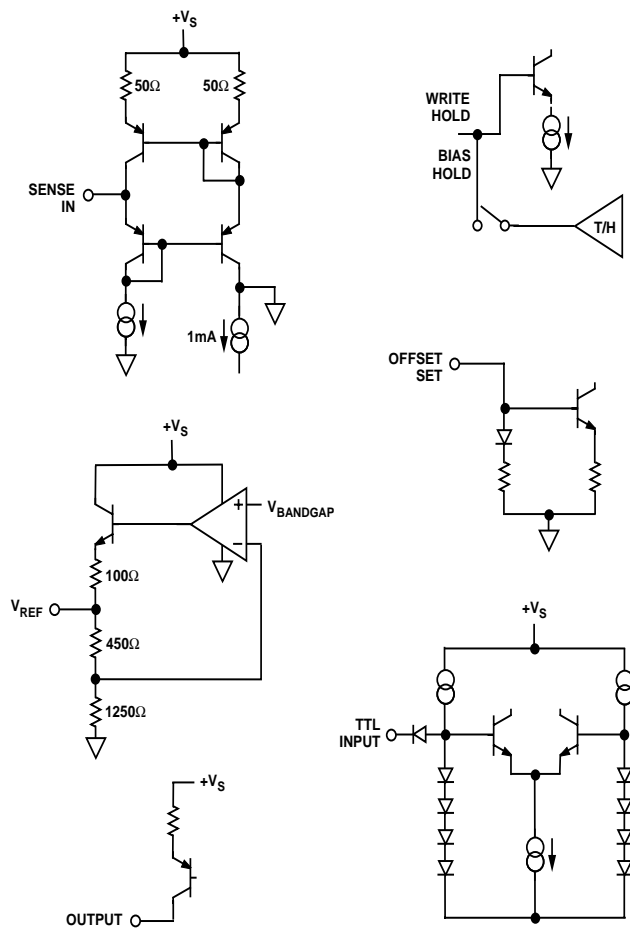 +VS
50Ω
50Ω
SENSE
IN
1mA
WRITE
HOLD
BIAS
HOLD
T/H
OFFSET
SET
+VS
+
−
VBANDGAP
100Ω
VREF
450Ω
1250Ω
+VS
TTL
INPUT
+VS
OUTPUT